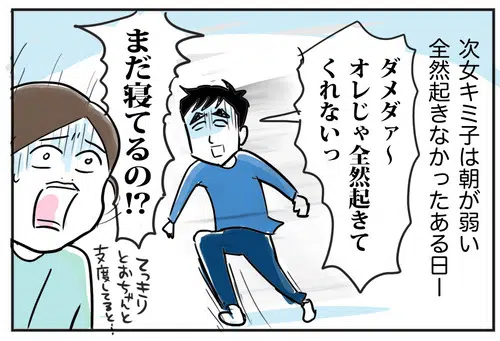 次女キミ子は朝が弱い
全然起きなかったある日ー
ダメダァ〜
オレじゃ全然起きて
くれないっ
まだ寝てるの!?
てっきり
とおちゃんと
支度してると…